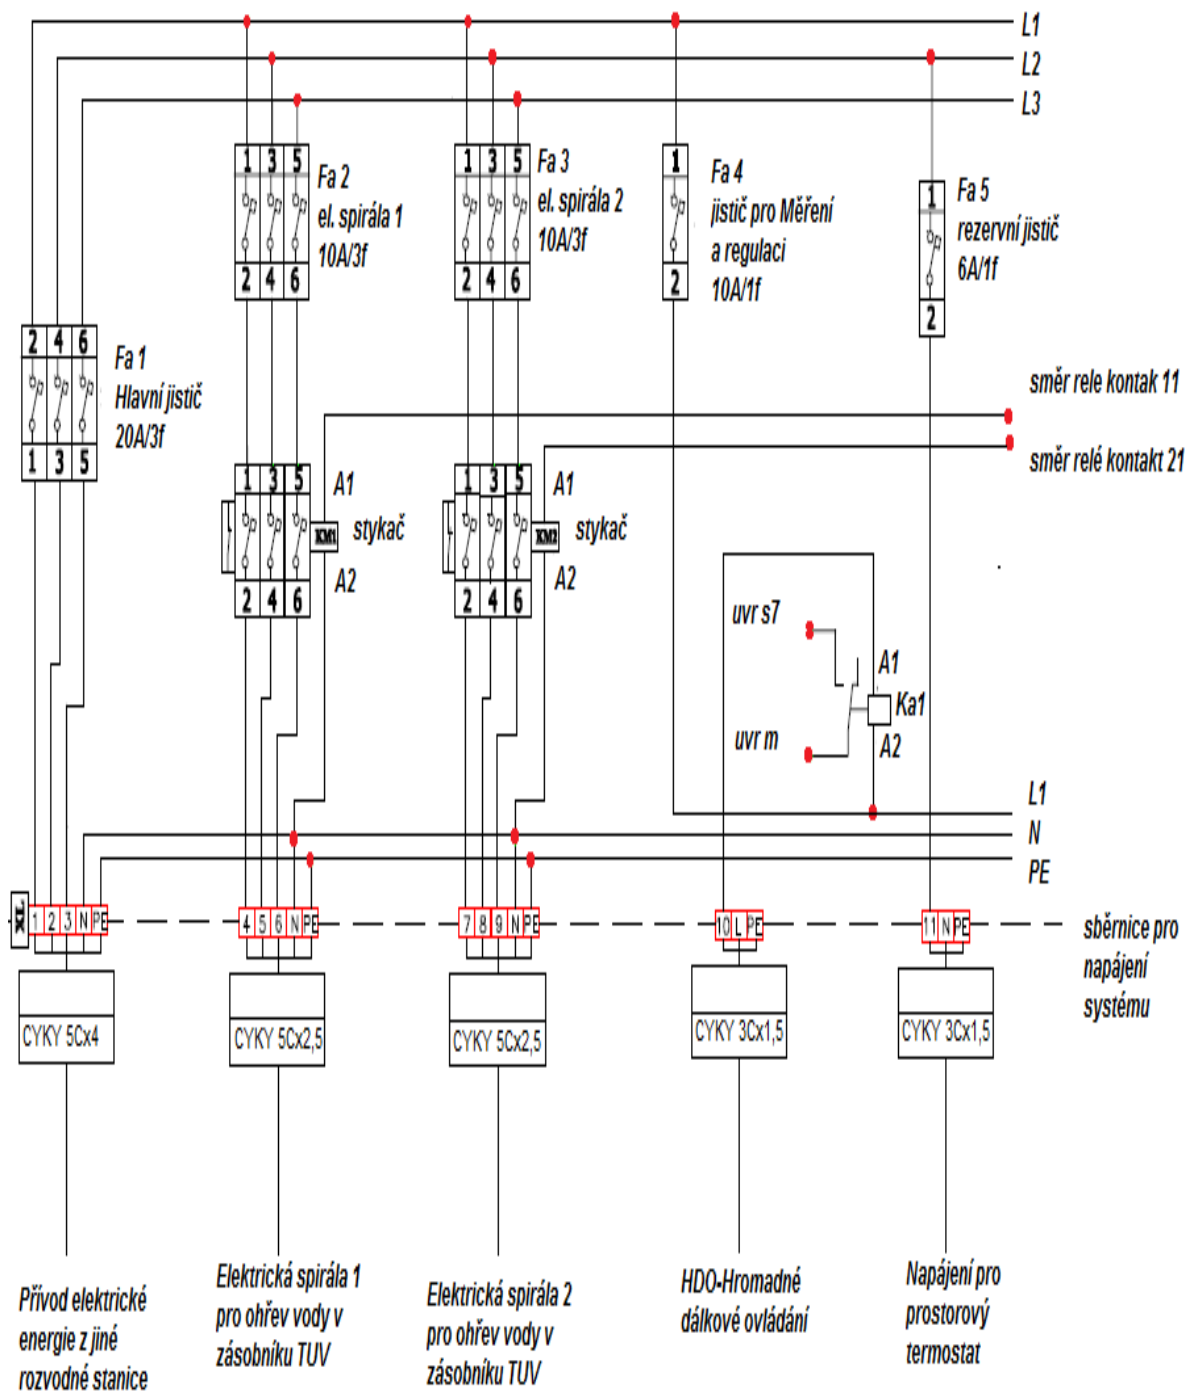 L1
L2
L3
1 3 5
Fa 2
el. spirála 1
10A/3f
2 4 6
1 3 5
Fa 3
el. spirála 2
10A/3f
2 4 6
1
Fa 4
jistič pro Měření
a regulaci
10A/1f
2
1
Fa 5
rezervní jistič
6A/1f
2
2 4 6
Fa 1
Hlavní jistič
20A/3f
1 3 5
směr rele kontak 11
směr relé kontakt 21
1 3 5
A1
KM1
stykač
A2
2 4 6
1 3 5
A1
KM2
stykač
A2
2 4 6
uvr s7
A1
Ka1
uvr m
A2
L1
N
PE
1 2 3 N PE
4 5 6 N PE
7 8 9 N PE
10 L PE
11 N PE
sběrnice pro
napájení
systému
CYKY 5Cx4
CYKY 5Cx2,5
CYKY 5Cx2,5
CYKY 3Cx1,5
CYKY 3Cx1,5
Přívod elektrické
energie z jiné
rozvodné stanice
Elektrická spirála 1
pro ohřev vody v
zásobníku TUV
Elektrická spirála 2
pro ohřev vody v
zásobníku TUV
HDO-Hromadné
dálkové ovládání
Napájení pro
prostorový
termostat